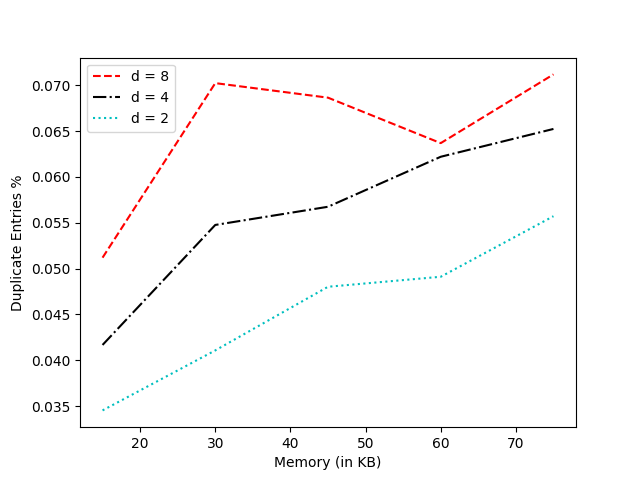 d = 8
d = 4
d = 2
0.070
0.065
0.060
0.055
0.050
0.045
0.040
0.035
Duplicate Entries %
20 30 40 50 60 70
Memory (in KB)